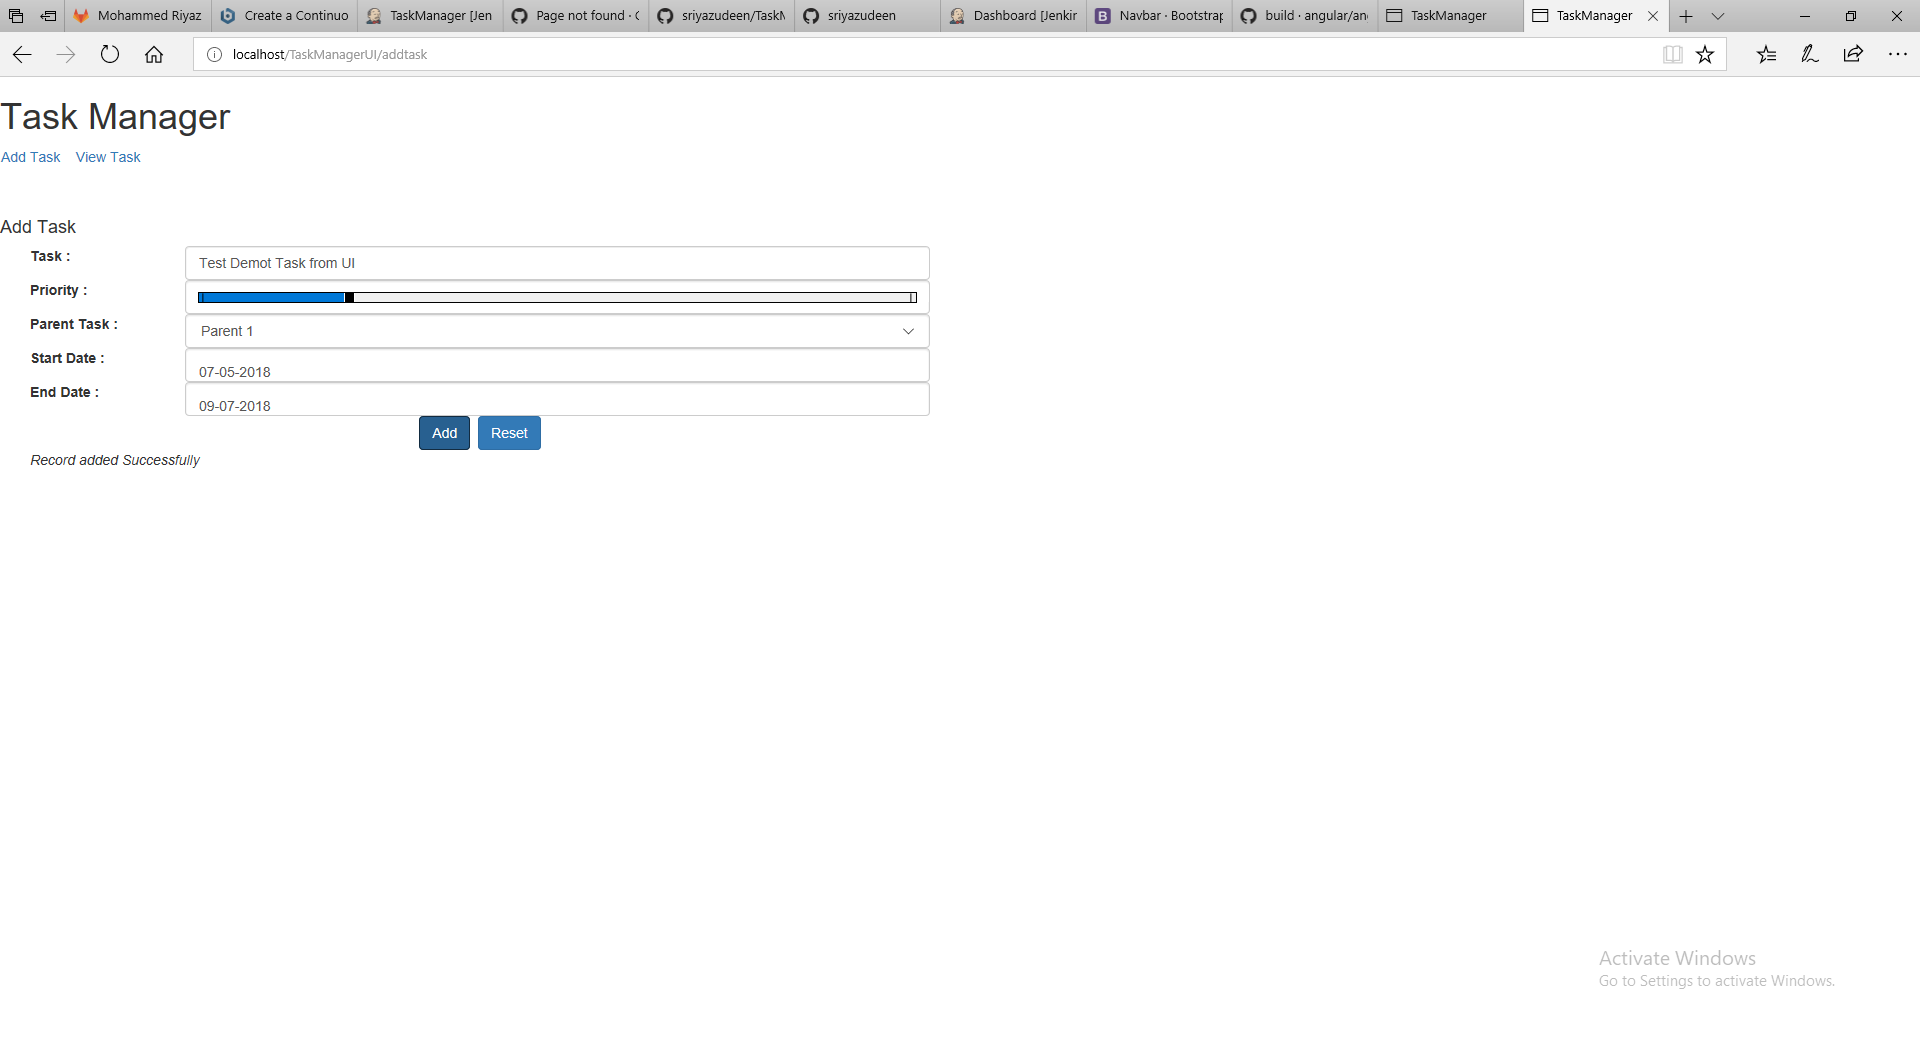 Mohammed Riyaz
Create a Continuo
TaskManager [Jen
Page not found · G
sriyazudeen/TaskM
sriyazudeen
Dashboard [Jenkin
Navbar · Bootstrap
build · angular/an
TaskManager
TaskManager
localhost/TaskManagerUI/addtask
Task Manager
Add Task View Task
Add Task
Task : Test Demot Task from UI
Priority :
Parent Task : Parent 1
Start Date : 07-05-2018
End Date : 09-07-2018
Add Reset
Record added Successfully
Activate Windows
Go to Settings to activate Windows.